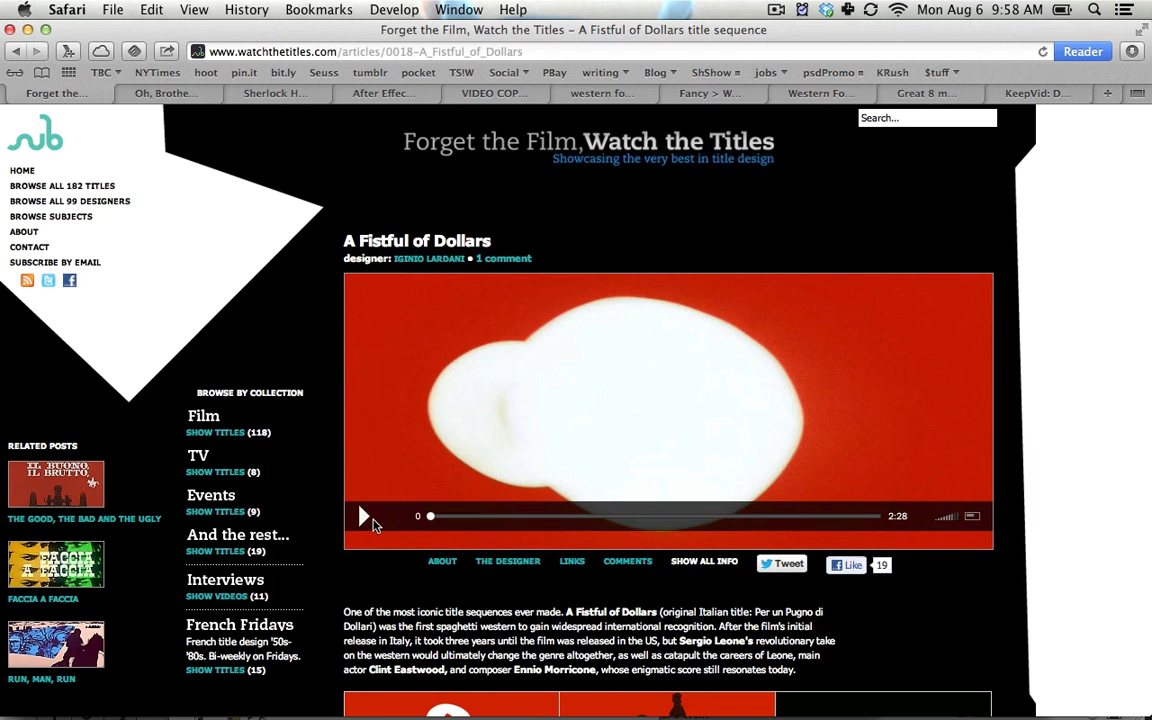 Safari File Edit View History Bookmarks Develop Window Help Mon Aug 6 9:58 AM
Forget the Film, Watch the Titles – A Fistful of Dollars title sequence
www.watchthetitles.com/articles/0018-A_Fistful_of_Dollars Reader
TBC NYTimes hoot pin.it bit.ly Seuss tumblr pocket TS!W Social PBay writing Blog ShShow jobs psdPromo KRush $tuff
Forget the... Oh, Brothe... Sherlock H... After Effec... VIDEO COP... western fo... Fancy > W... Western Fo... Great 8 m... KeepVid: D...
Search...
Forget the Film, Watch the Titles
Showcasing the very best in title design
HOME
BROWSE ALL 182 TITLES
BROWSE ALL 99 DESIGNERS
BROWSE SUBJECTS
ABOUT
CONTACT
SUBSCRIBE BY EMAIL
A Fistful of Dollars
designer: IGINIO LARDANI • 1 comment
0 2:28
ABOUT THE DESIGNER LINKS COMMENTS SHOW ALL INFO Tweet Like 19
BROWSE BY COLLECTION
Film
SHOW TITLES (118)
TV
SHOW TITLES (8)
Events
SHOW TITLES (9)
And the rest...
SHOW TITLES (19)
Interviews
SHOW VIDEOS (11)
French Fridays
French title design '50s-
'80s. Bi-weekly on Fridays.
SHOW TITLES (15)
RELATED POSTS
IL BUONO,
IL BRUTTO,
THE GOOD, THE BAD AND THE UGLY
FACCIA
A FACCIA
FACCIA A FACCIA
RUN, MAN, RUN
One of the most iconic title sequences ever made. A Fistful of Dollars (original Italian title: Per un Pugno di
Dollari) was the first spaghetti western to gain widespread international recognition. After the film's initial
release in Italy, it took three years until the film was released in the US, but Sergio Leone's revolutionary take
on the western would ultimately change the genre altogether, as well as catapult the careers of Leone, main
actor Clint Eastwood, and composer Ennio Morricone, whose enigmatic score still resonates today.